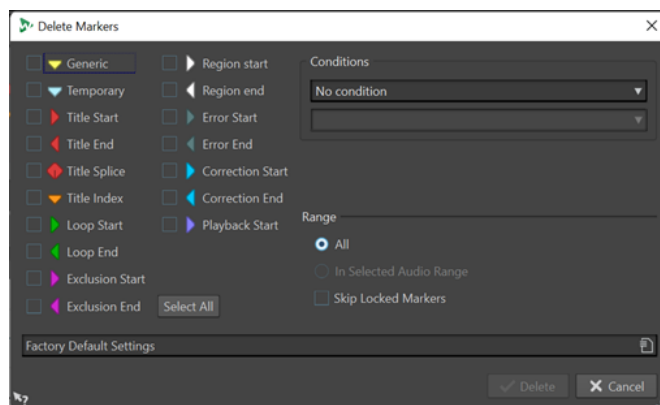 Delete Markers
Generic
Temporary
Title Start
Title End
Title Splice
Title Index
Loop Start
Loop End
Exclusion Start
Exclusion End
Region start
Region end
Error Start
Error End
Correction Start
Correction End
Playback Start
Select All
Conditions
No condition
Range
All
In Selected Audio Range
Skip Locked Markers
Factory Default Settings
Delete
Cancel
?